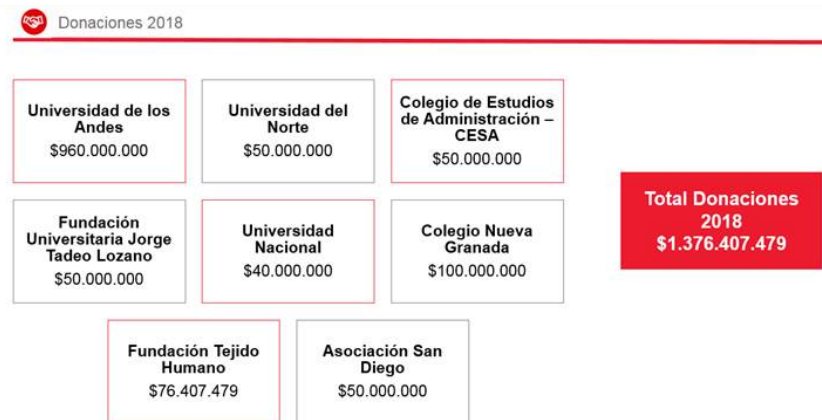 Donaciones 2018
Universidad de los
Andes
$960.000.000
Universidad del
Norte
$50.000.000
Colegio de Estudios
de Administración –
CESA
$50.000.000
Fundación
Universitaria Jorge
Tadeo Lozano
$50.000.000
Universidad
Nacional
$40.000.000
Colegio Nueva
Granada
$100.000.000
Total Donaciones
2018
$1.376.407.479
Fundación Tejido
Humano
$76.407.479
Asociación San
Diego
$50.000.000